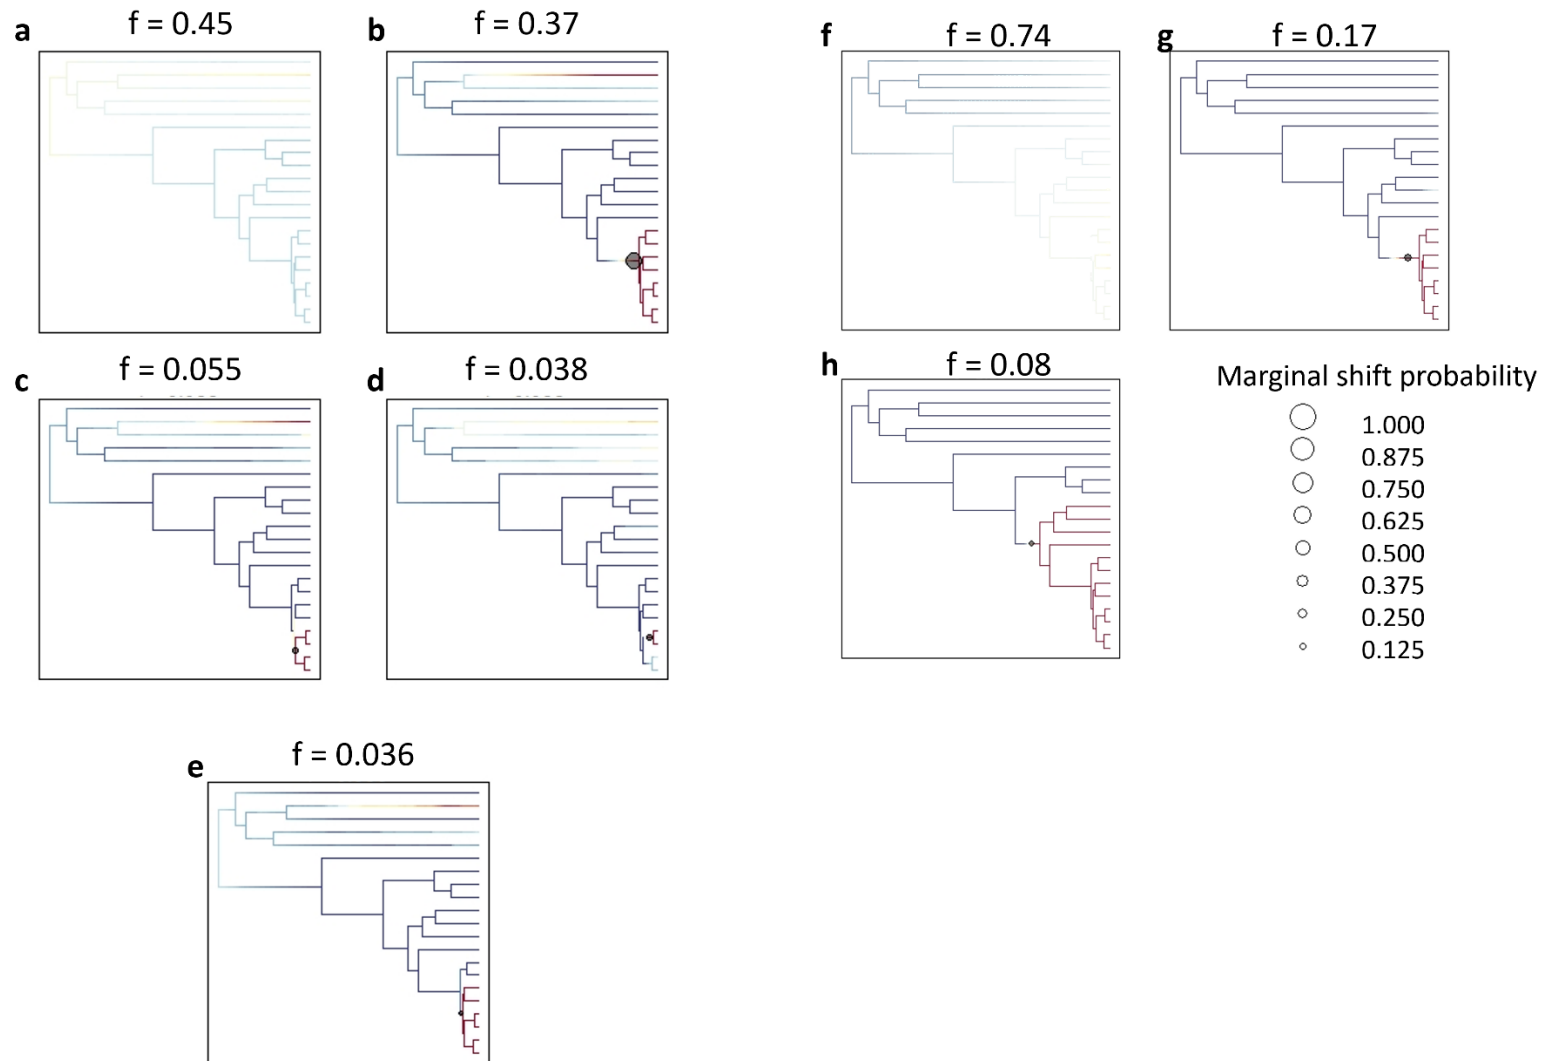 a f = 0.45
b f = 0.37
f f = 0.74
g f = 0.17
c f = 0.055
d f = 0.038
h f = 0.08
Marginal shift probability
1.000
0.875
0.750
0.625
0.500
0.375
0.250
0.125
e f = 0.036